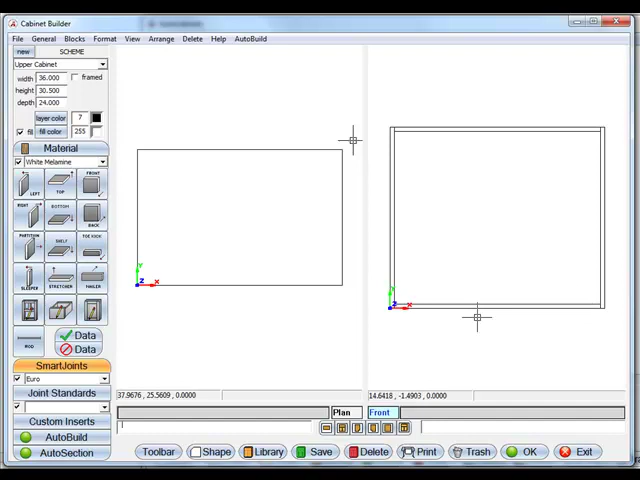 Cabinet Builder
File General Blocks Format View Arrange Delete Help AutoBuild
new SCHEME
Upper Cabinet
width 36.000 framed
height 30.500
depth 24.000
layer color 7
fill fill color 255
Material
White Melamine
LEFT TOP FRONT
RIGHT BOTTOM BACK
PARTITION SHELF TOE KICK
SLEEPER STRETCHER NAILER
ROD Data
Data
SmartJoints
Euro
Joint Standards
Custom Inserts
AutoBuild
AutoSection
Y
Z X
Z X
37.9676 , 25.5609 , 0.0000
14.6418 , -1.4903 , 0.0000
Plan Front
Toolbar Shape Library Save Delete Print Trash OK Exit